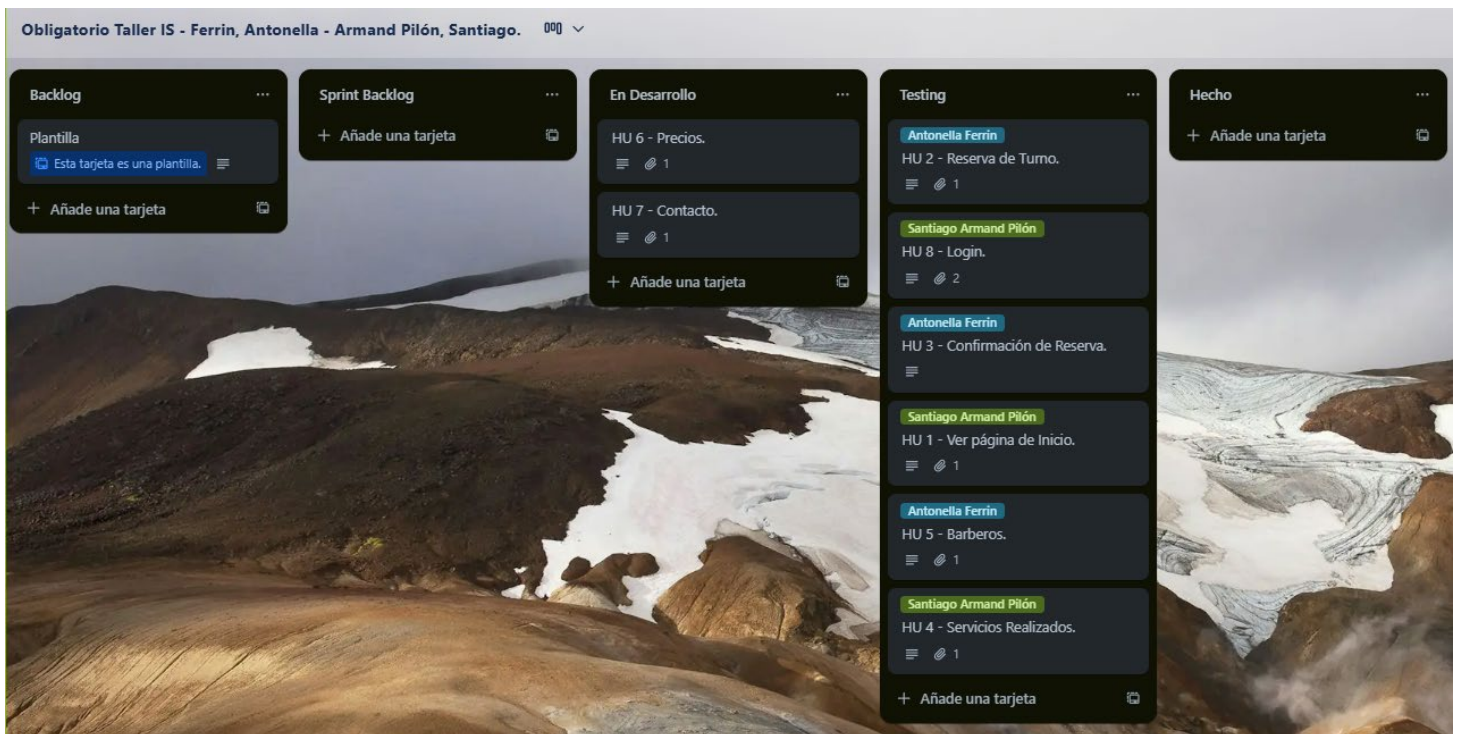 Obligatorio Taller IS - Ferrin, Antonella - Armand Pilón, Santiago.
Backlog
Plantilla
Esta tarjeta es una plantilla.
+ Añade una tarjeta
Sprint Backlog
+ Añade una tarjeta
En Desarrollo
HU 6 - Precios.
1
HU 7 - Contacto.
1
+ Añade una tarjeta
Testing
Antonella Ferrin
HU 2 - Reserva de Turno.
1
Santiago Armand Pilón
HU 8 - Login.
2
Antonella Ferrin
HU 3 - Confirmación de Reserva.
Santiago Armand Pilón
HU 1 - Ver página de Inicio.
1
Antonella Ferrin
HU 5 - Barberos.
1
Santiago Armand Pilón
HU 4 - Servicios Realizados.
1
+ Añade una tarjeta
Hecho
+ Añade una tarjeta